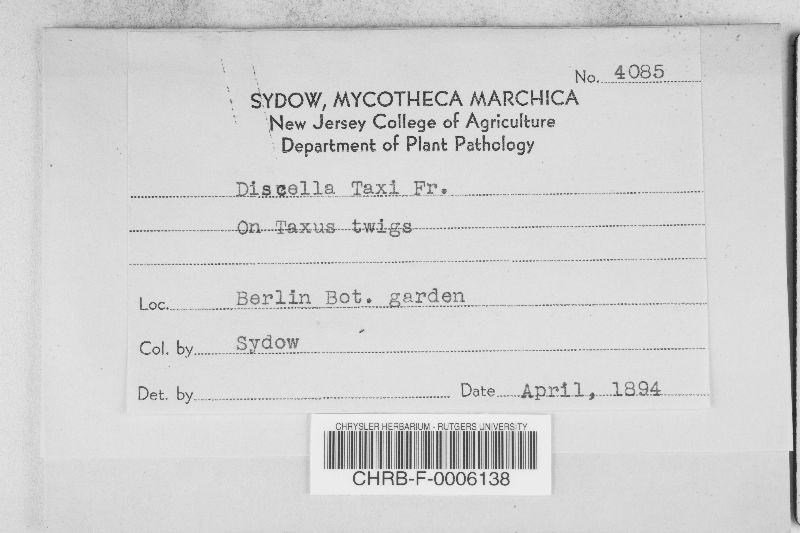 No. 4085
SYDOW, MYCOTHECA MARCHICA
New Jersey College of Agriculture
Department of Plant Pathology
Discella Taxi Fr.
On Taxus twigs
Loc. Berlin Bot. garden
Col. by Sydow
Det. by Date April, 1894
CHRYSLER HERBARIUM - RUTGERS UNIVERSITY
CHRB-F-0006138